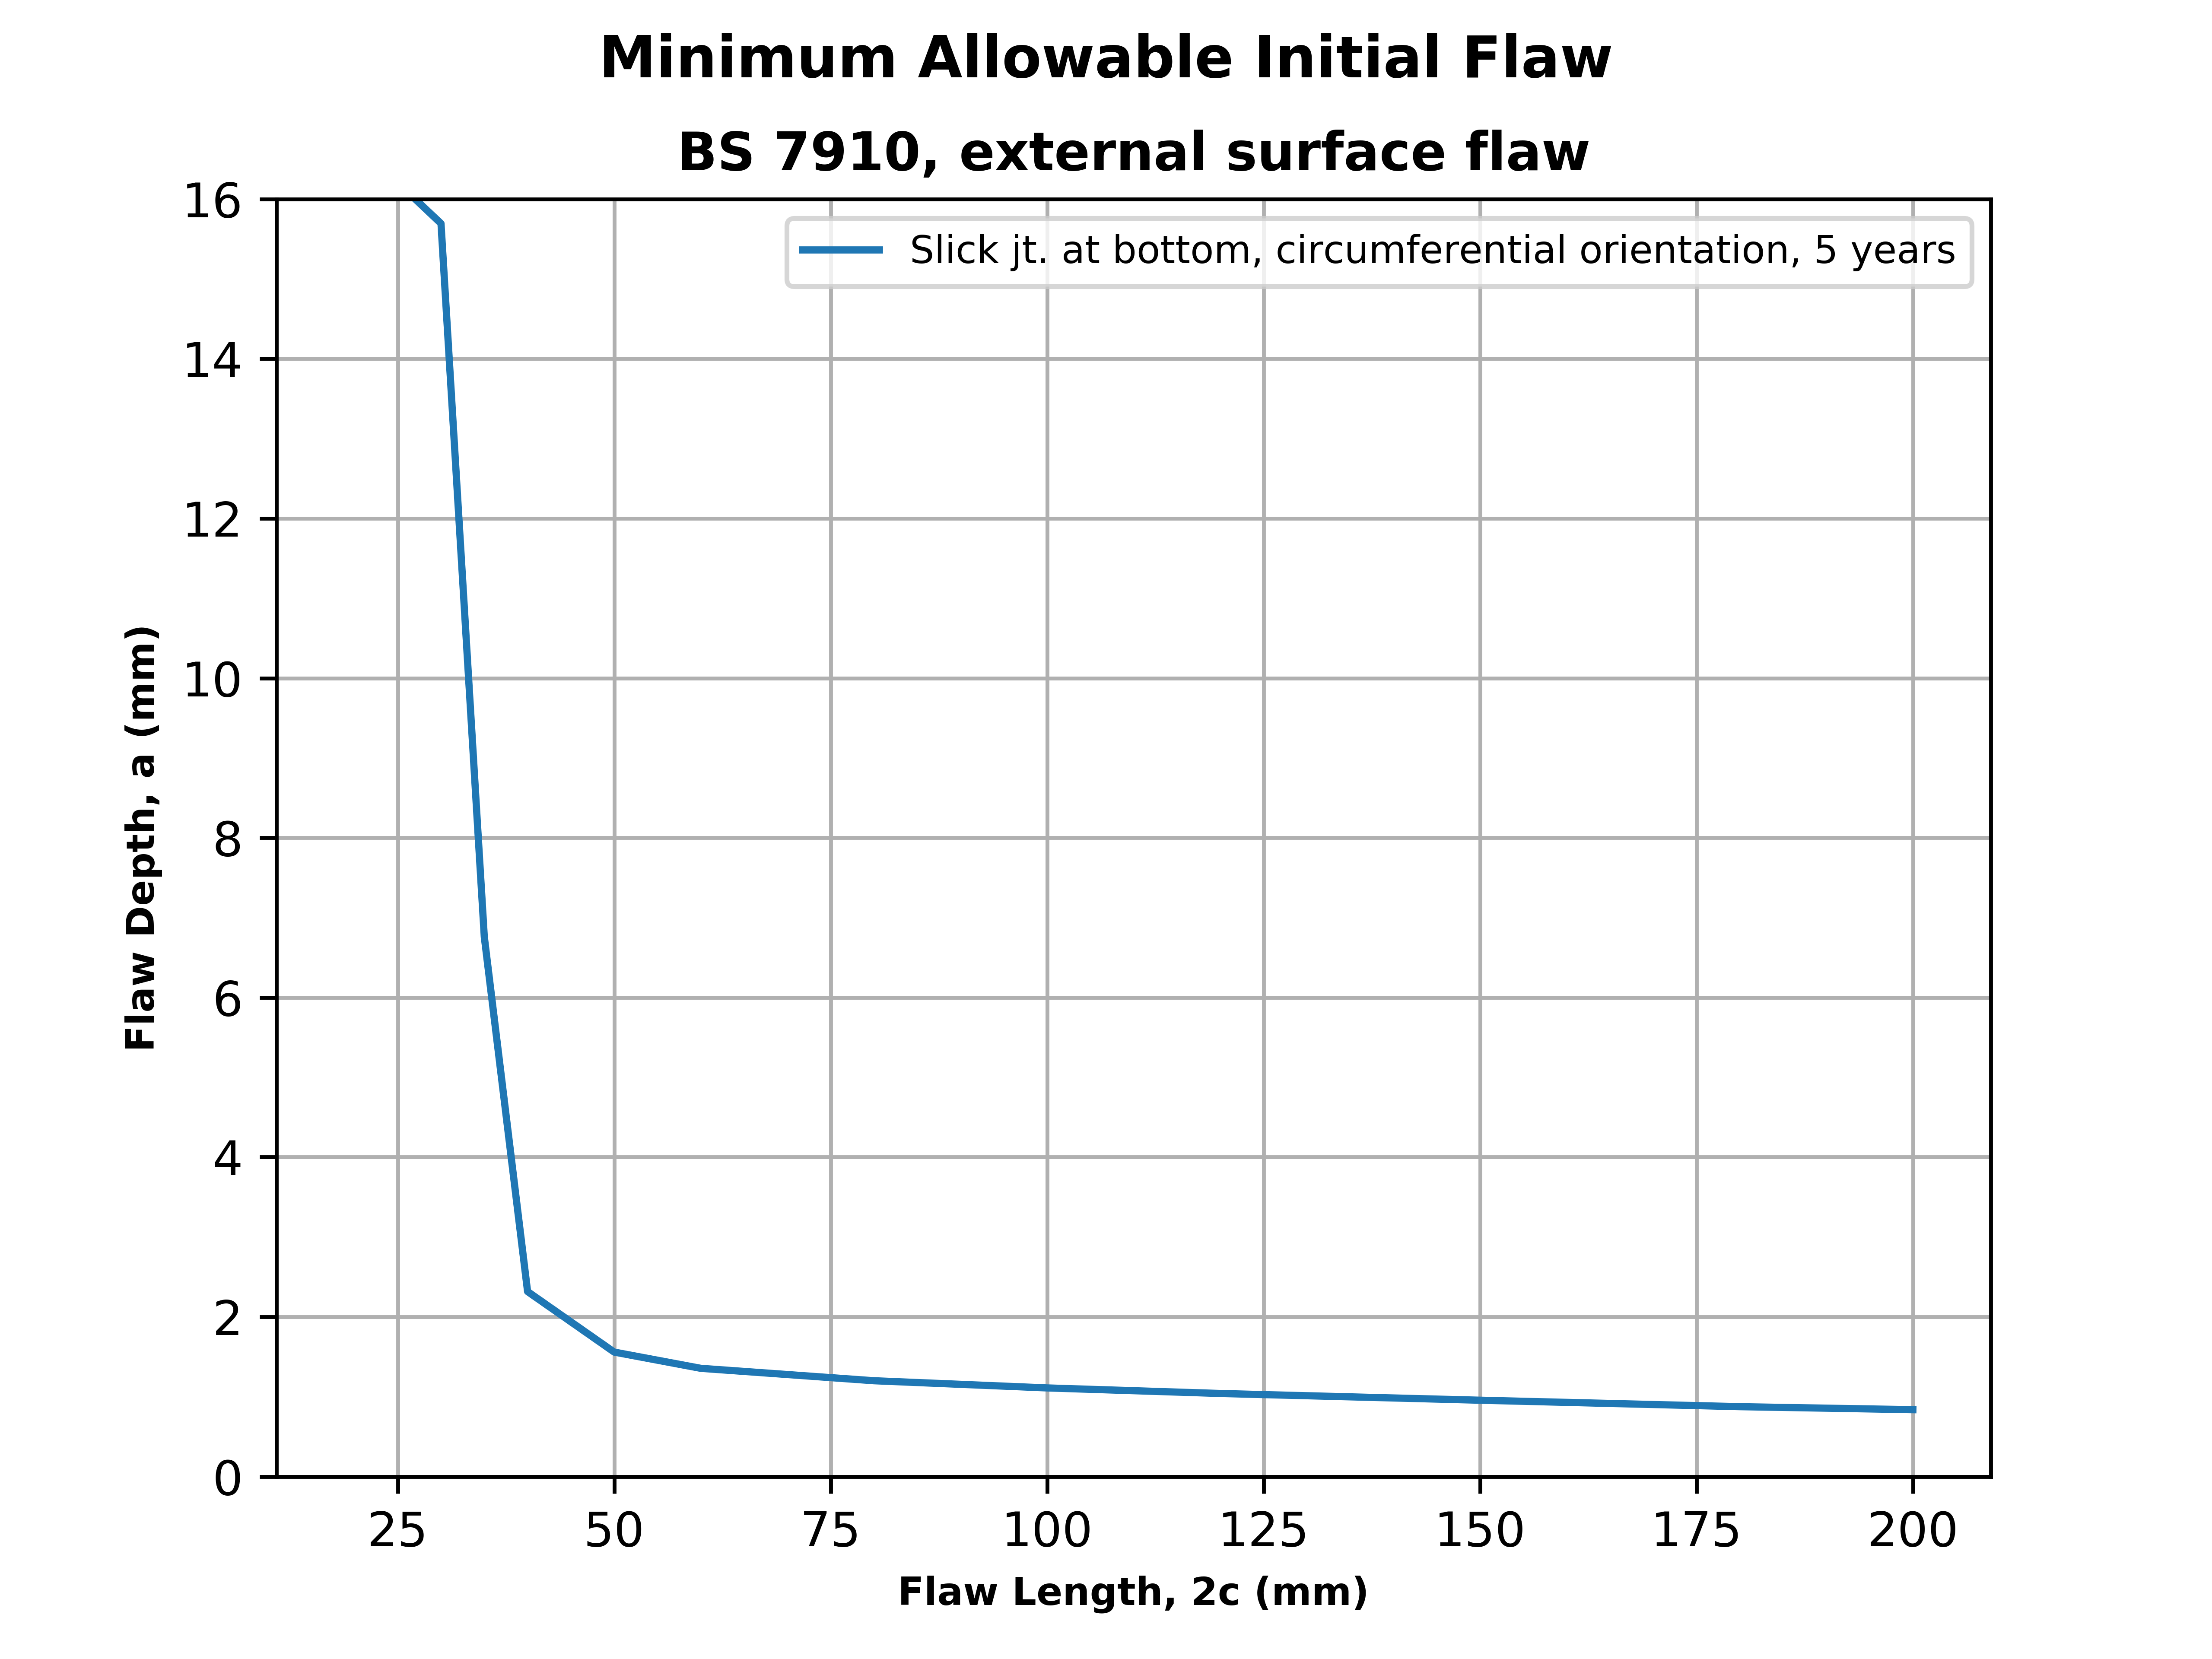 Minimum Allowable Initial Flaw
BS 7910, external surface flaw
Slick jt. at bottom, circumferential orientation, 5 years
16
14
12
10
8
6
4
2
0
Flaw Depth, a (mm)
25 50 75 100 125 150 175 200
Flaw Length, 2c (mm)